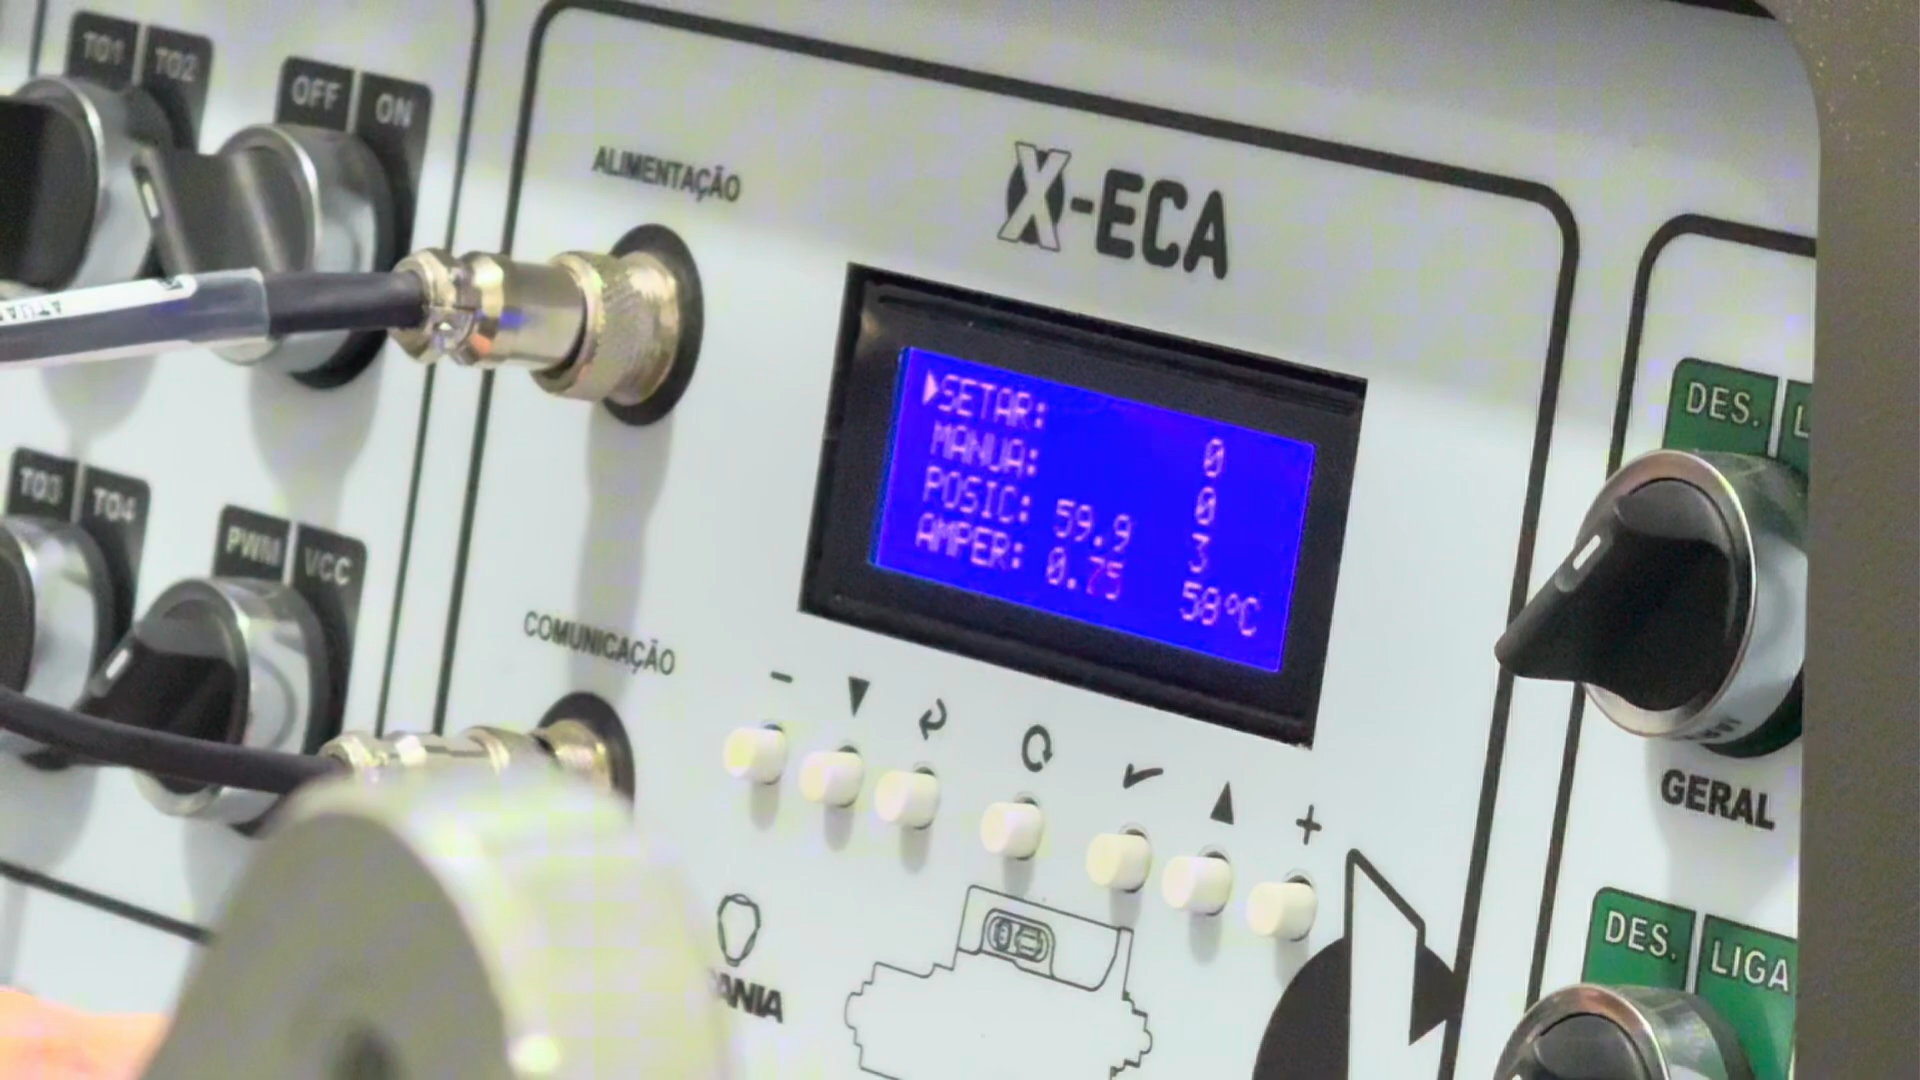 TO1 TO2
OFF ON
ALIMENTAÇÃO
X-ECA
SETAR: 0
MANUA: 0
POSIC: 59.9 3
AMPER: 0.75 58°C
TO3 TO4
PWM VCC
COMUNICAÇÃO
- ▼ ▲ +
DES.
GERAL
DES. LIGA